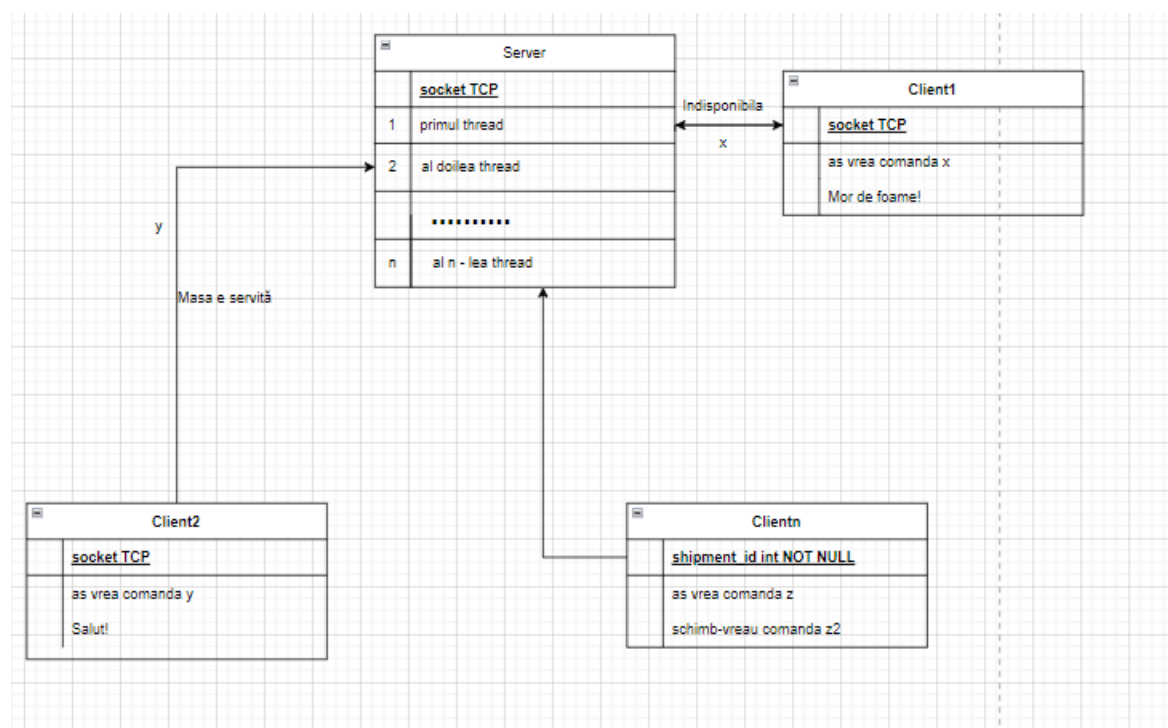 Server
socket TCP
1 primul thread
2 al doilea thread
..........
n al n - lea thread
Indisponibila
x
Client1
socket TCP
as vrea comanda x
Mor de foame!
y
Masa e servită
Client2
socket TCP
as vrea comanda y
Salut!
Clientn
shipment_id int NOT NULL
as vrea comanda z
schimb-vreau comanda z2